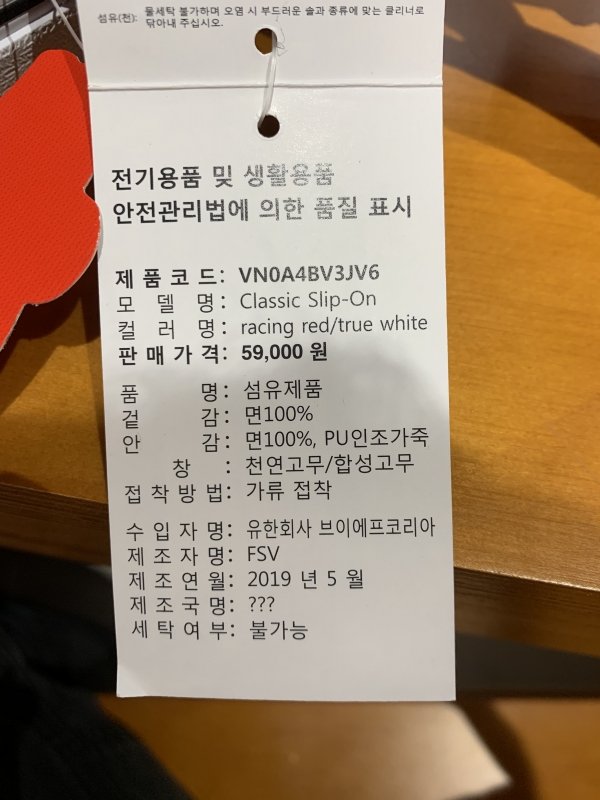 섬유(천): 물세탁 불가하며 오염 시 부드러운 솔과 종류에 맞는 클리너로
닦아내 주십시오.
전기용품 및 생활용품
안전관리법에 의한 품질 표시
제품코드: VN0A4BV3JV6
모델명: Classic Slip-On
컬러명: racing red/true white
판매가격: 59,000 원
품명: 섬유제품
겉감: 면100%
안감: 면100%, PU인조가죽
창: 천연고무/합성고무
접착방법: 가류 접착
수입자명: 유한회사 브이에프코리아
제조자명: FSV
제조연월: 2019 년 5 월
제조국명: ???
세탁여부: 불가능